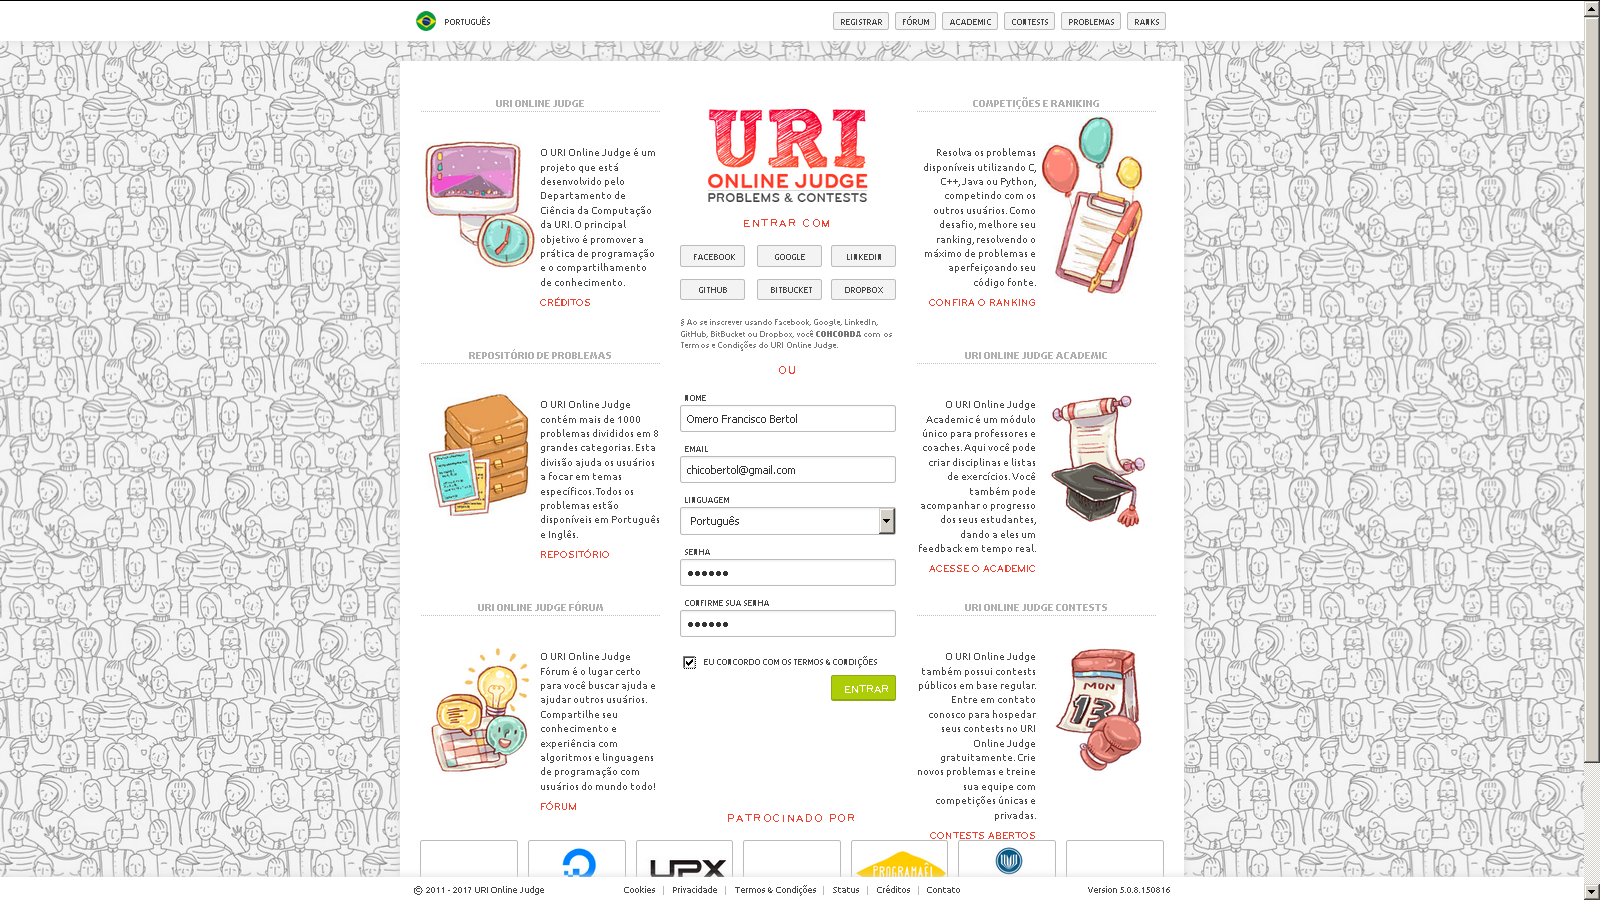 PORTUGUÊS
REGISTRAR
FÓRUM
ACADEMIC
CONTESTS
PROBLEMAS
RANKS
URI ONLINE JUDGE
O URI Online Judge é um
projeto que está
desenvolvido pelo
Departamento de
Ciência da Computação
da URI. O principal
objetivo é promover a
prática de programação
e o compartilhamento
de conhecimento.
CRÉDITOS
REPOSITÓRIO DE PROBLEMAS
O URI Online Judge
contém mais de 1000
problemas divididos em 8
grandes categorias. Esta
divisão ajuda os usuários
a focar em temas
específicos. Todos os
problemas estão
disponíveis em Português
e Inglês.
REPOSITÓRIO
URI ONLINE JUDGE FÓRUM
O URI Online Judge
Fórum é o lugar certo
para você buscar ajuda e
ajudar outros usuários.
Compartilhe seu
conhecimento e
experiência com
algoritmos e linguagens
de programação com
usuários do mundo todo!
FÓRUM
URI
ONLINE JUDGE
PROBLEMS & CONTESTS
ENTRAR COM
FACEBOOK
GOOGLE
LINKEDIN
GITHUB
BITBUCKET
DROPBOX
§ Ao se inscrever usando Facebook, Google, LinkedIn,
GitHub, BitBucket ou Dropbox, você CONCORDA com os
Termos e Condições do URI Online Judge.
OU
NOME
Omero Francisco Bertol
EMAIL
chicobertol@gmail.com
LINGUAGEM
Português
SENHA
●●●●●●
CONFIRME SUA SENHA
●●●●●●
EU CONCORDO COM OS TERMOS & CONDIÇÕES
ENTRAR
COMPETIÇÕES E RANIKING
Resolva os problemas
disponíveis utilizando C,
C++, Java ou Python,
competindo com os
outros usuários. Como
desafio, melhore seu
ranking, resolvendo o
máximo de problemas e
aperfeiçoando seu
código fonte.
CONFIRA O RANKING
URI ONLINE JUDGE ACADEMIC
O URI Online Judge
Academic é um módulo
único para professores e
coaches. Aqui você pode
criar disciplinas e listas
de exercícios. Você
também pode
acompanhar o progresso
dos seus estudantes,
dando a eles um
feedback em tempo real.
ACESSE O ACADEMIC
URI ONLINE JUDGE CONTESTS
O URI Online Judge
também possui contests
públicos em base regular.
Entre em contato
conosco para hospedar
seus contests no URI
Online Judge
gratuitamente. Crie
novos problemas e treine
sua equipe com
competições únicas e
privadas.
CONTESTS ABERTOS
MON
13
PATROCINADO POR
UPX
PROGRAMAÊ!
© 2011 - 2017 URI Online Judge
Cookies | Privacidade | Termos & Condições | Status | Créditos | Contato
Version 5.0.8.150816